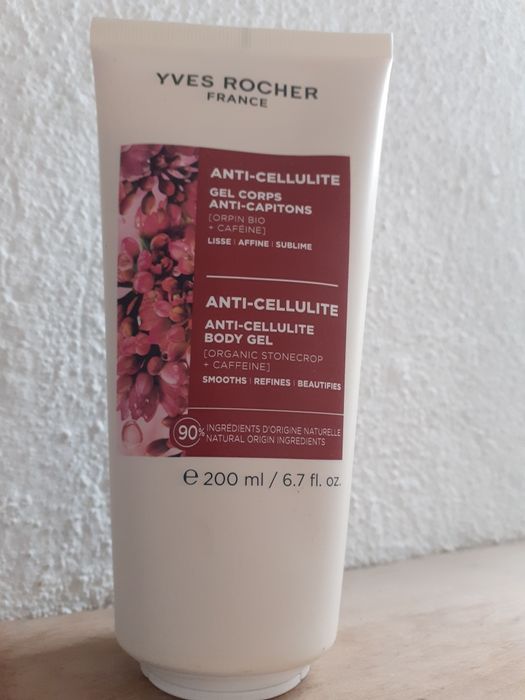 YVES ROCHER
FRANCE
ANTI-CELLULITE
GEL CORPS
ANTI-CAPITONS
[ORPIN BIO
+ CAFÉINE]
LISSE | AFFINE | SUBLIME
ANTI-CELLULITE
ANTI-CELLULITE
BODY GEL
[ORGANIC STONECROP
+ CAFFEINE]
SMOOTHS | REFINES | BEAUTIFIES
90% INGRÉDIENTS D'ORIGINE NATURELLE
NATURAL ORIGIN INGREDIENTS
℮ 200 ml / 6.7 fl. oz.